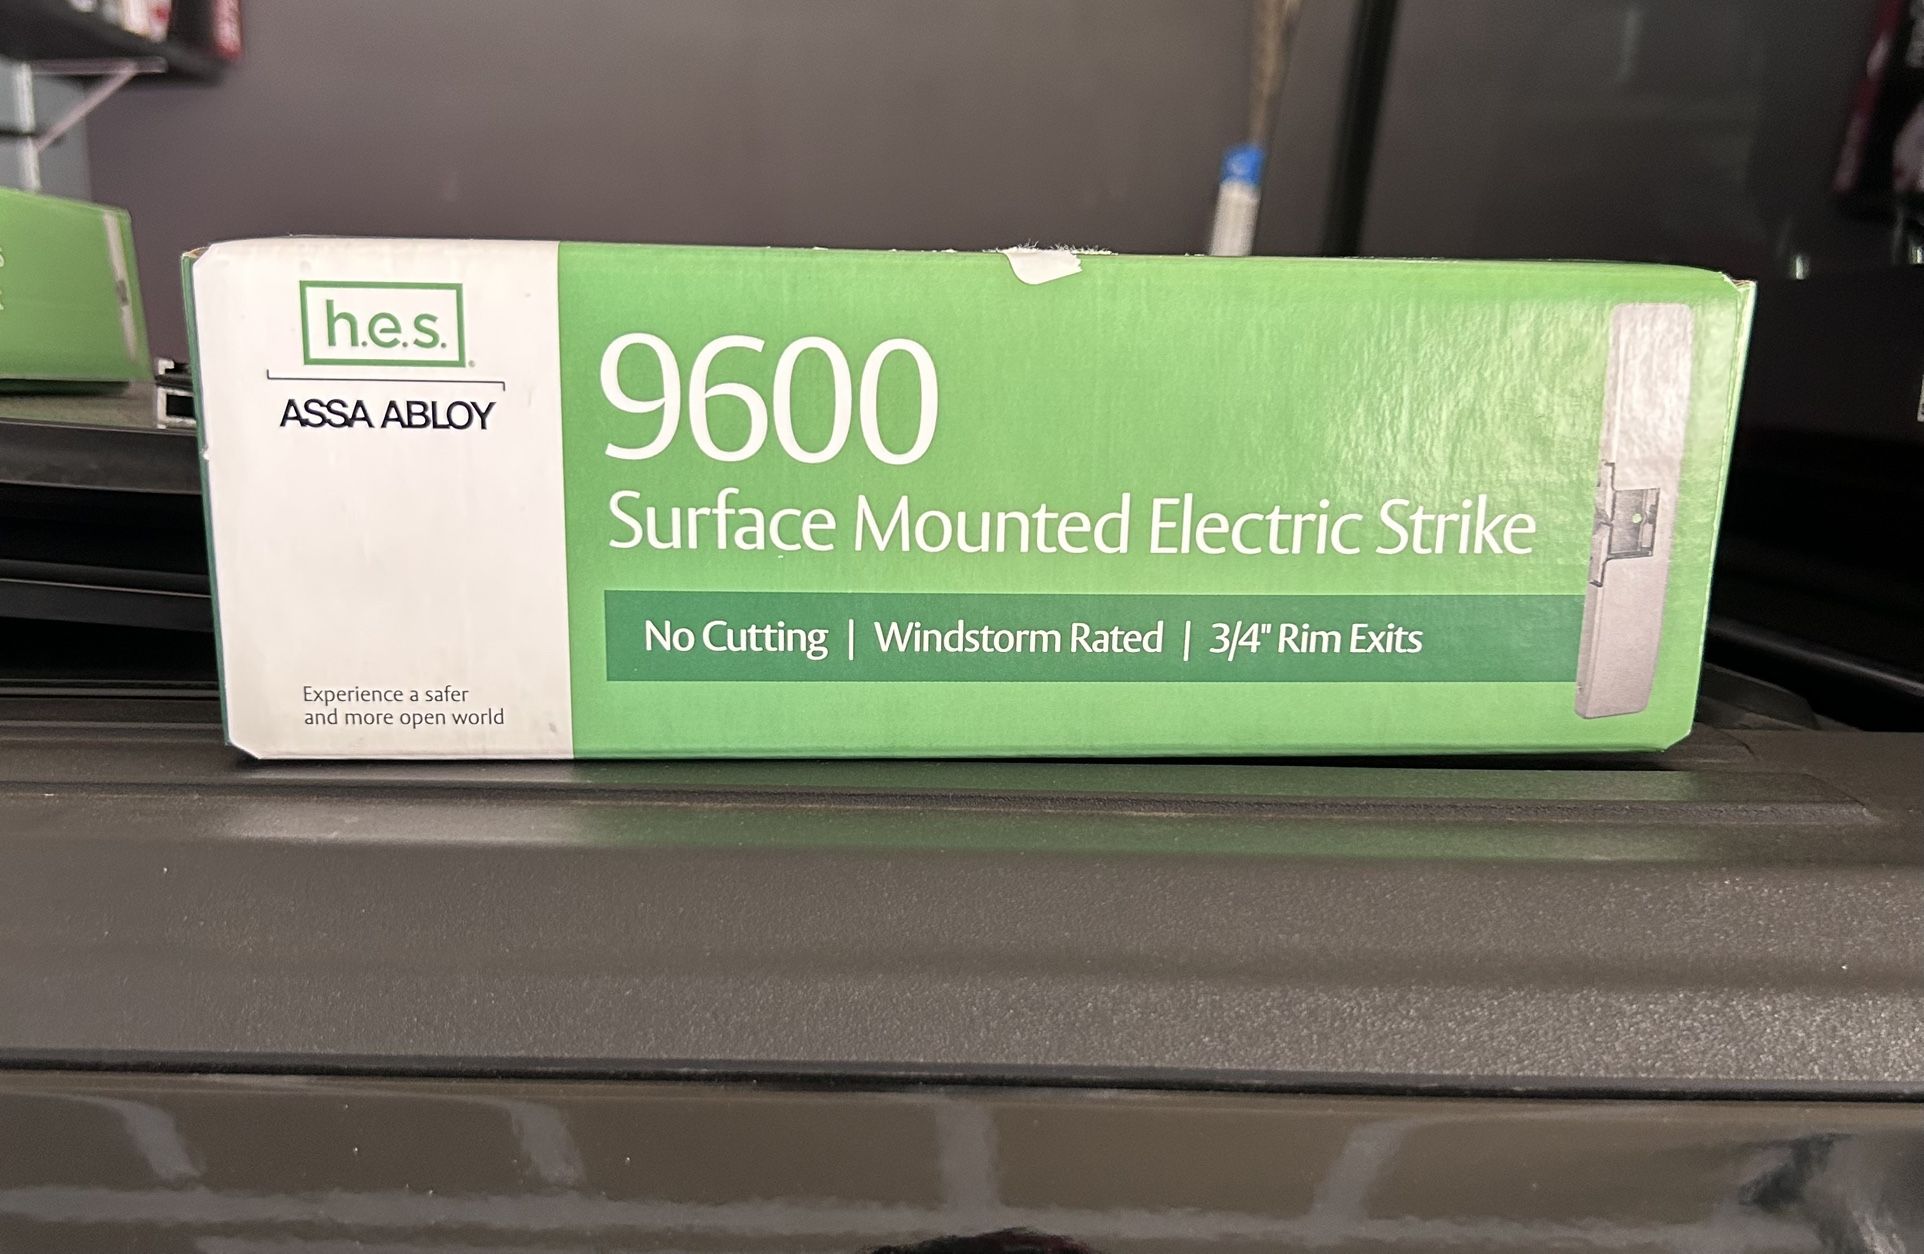 h.e.s.
ASSA ABLOY
Experience a safer
and more open world
9600
Surface Mounted Electric Strike
No Cutting | Windstorm Rated | 3/4" Rim Exits